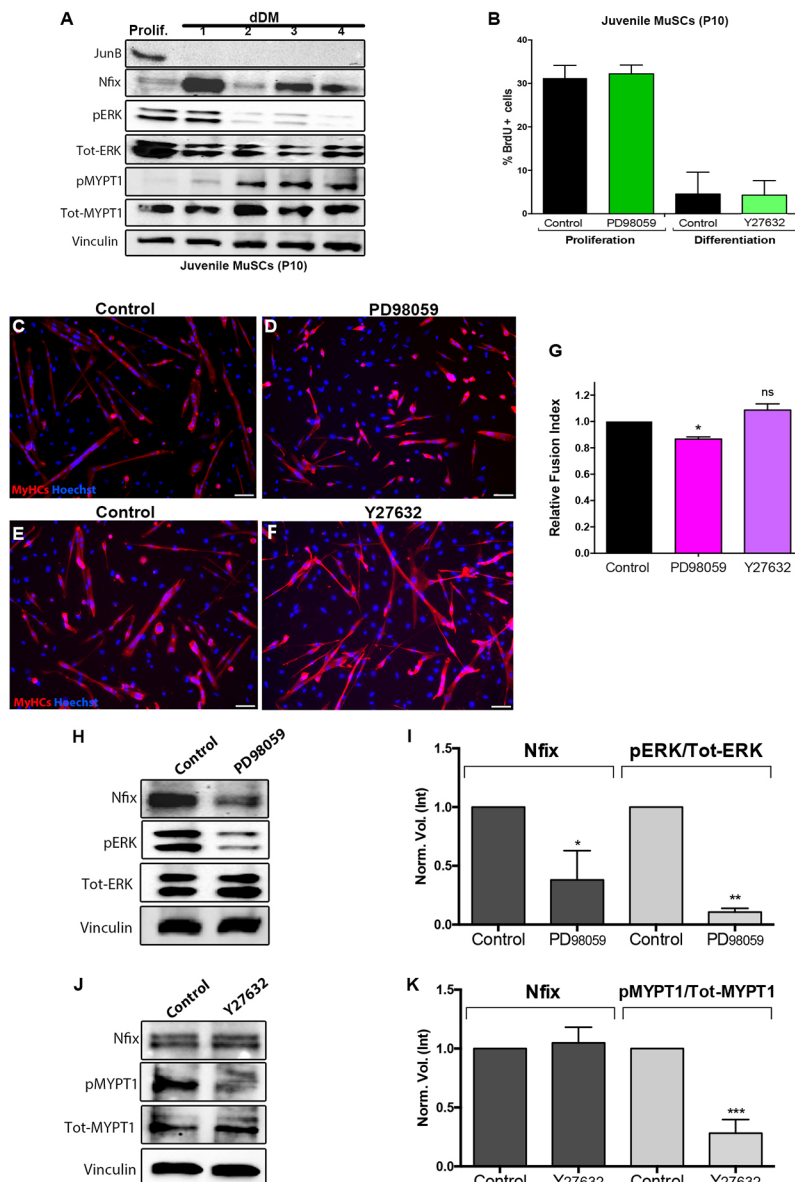 A
dDM
Prolif. 1 2 3 4
JunB
Nfix
pERK
Tot-ERK
pMYPT1
Tot-MYPT1
Vinculin
Juvenile MuSCs (P10)
B
Juvenile MuSCs (P10)
% BrdU + cells
40
30
20
10
0
Control PD98059 Control Y27632
Proliferation Differentiation
Control PD98059
C D
MyHCs Hoechst
Control Y27632
E F
MyHCs Hoechst
G
Relative Fusion Index
1.2
1.0
0.8
0.6
0.4
0.2
0.0
* ns
Control PD98059 Y27632
H
Control PD98059
Nfix
pERK
Tot-ERK
Vinculin
I
Nfix pERK/Tot-ERK
Norm. Vol. (Int)
1.5
1.0
0.5
0.0
* **
Control PD98059 Control PD98059
J
Control Y27632
Nfix
pMYPT1
Tot-MYPT1
Vinculin
K
Nfix pMYPT1/Tot-MYPT1
Norm. Vol. (Int)
1.5
1.0
0.5
0.0
***
Control Y27632 Control Y27632